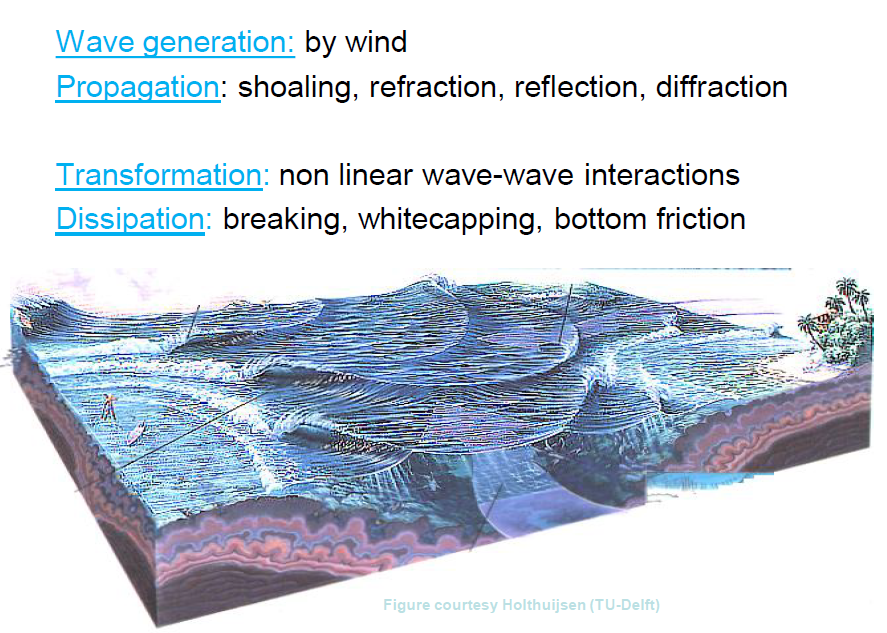 Wave generation: by wind
Propagation: shoaling, refraction, reflection, diffraction
Transformation: non linear wave-wave interactions
Dissipation: breaking, whitecapping, bottom friction
Figure courtesy Holthuijsen (TU-Delft)